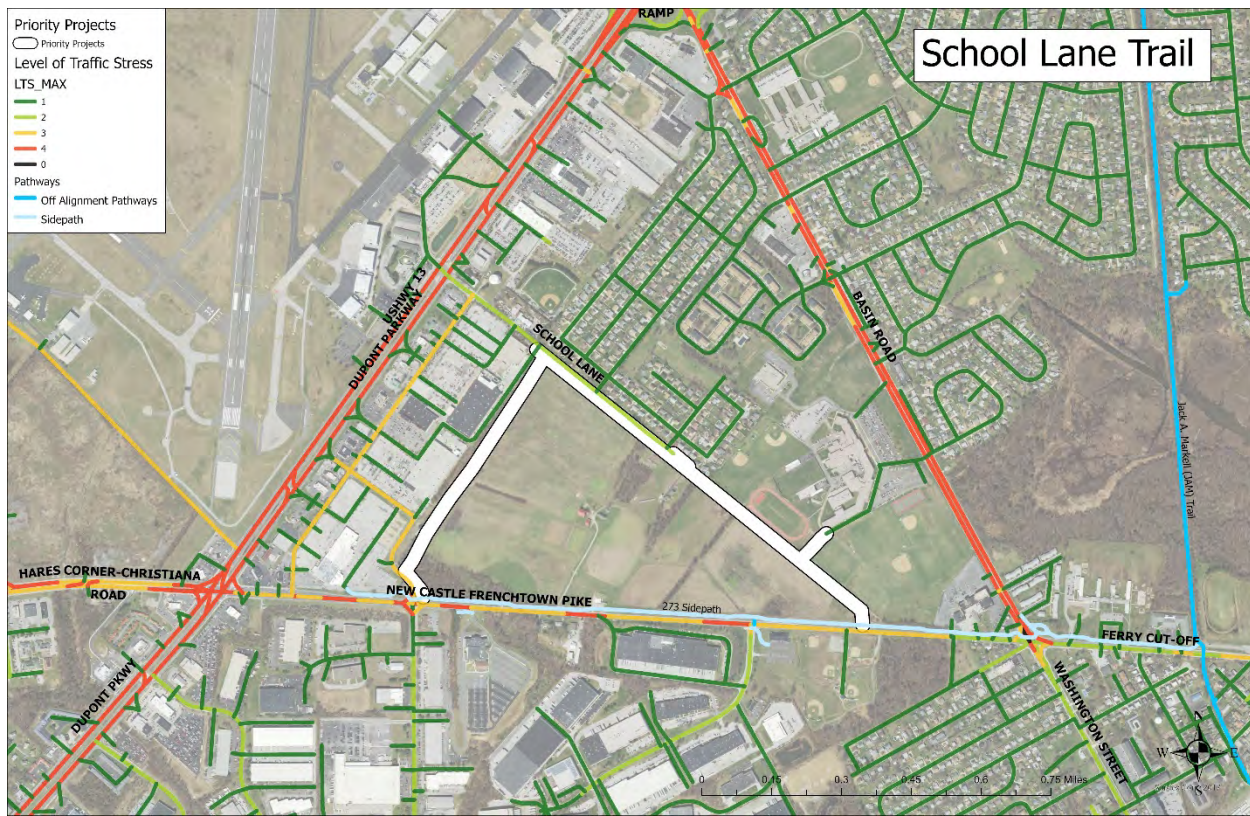 Priority Projects
Priority Projects
Level of Traffic Stress
LTS_MAX
1
2
3
4
0
Pathways
Off Alignment Pathways
Sidepath
School Lane Trail
RAMP
USHWY 13
DUPONT PARKWAY
SCHOOL LANE
BASIN ROAD
Jack A. Markell (JAM) Trail
HARES CORNER-CHRISTIANA
ROAD
NEW CASTLE FRENCHTOWN PIKE
273 Sidepath
FERRY CUT-OFF
DUPONT PKWY
WASHINGTON STREET
N
W
E
S
0
0.15
0.3
0.45
0.6
0.75 Miles